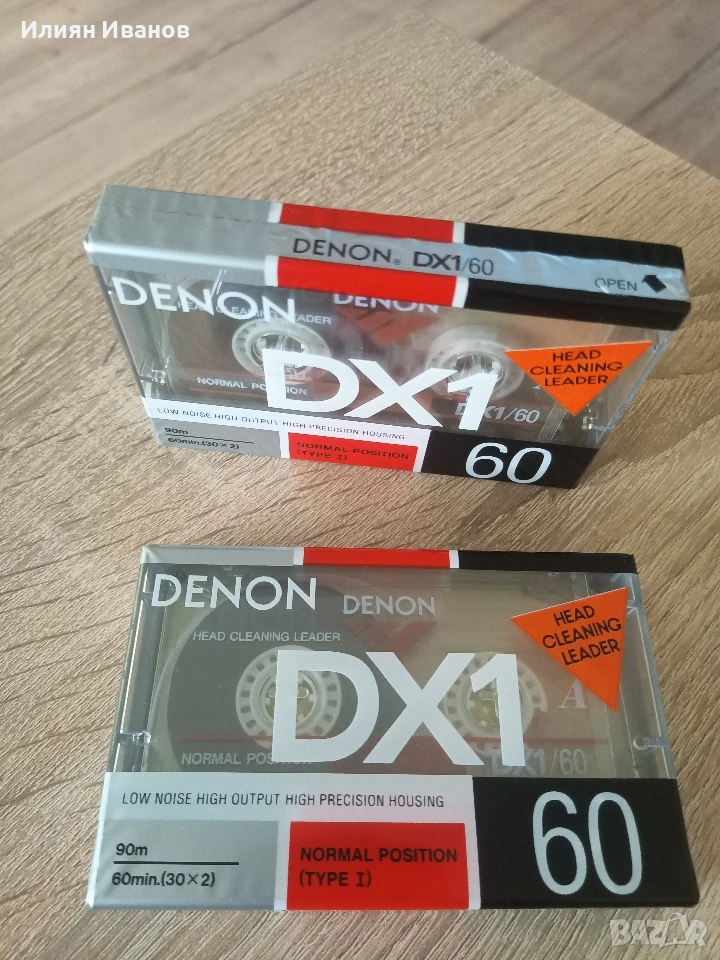 Илиян Иванов
DENON DX1/60
OPEN
DENON DENON
HEAD CLEANING LEADER
HEAD
CLEANING
LEADER
DX1
NORMAL POSITION
DX1/60
LOW NOISE HIGH OUTPUT HIGH PRECISION HOUSING
90m
60min.(30×2)
NORMAL POSITION
(TYPE I)
60
DENON DENON
HEAD CLEANING LEADER
HEAD
CLEANING
LEADER
DX1
A
NORMAL POSITION
DX1/60
LOW NOISE HIGH OUTPUT HIGH PRECISION HOUSING
90m
60min.(30×2)
NORMAL POSITION
(TYPE I)
60
BAZAR